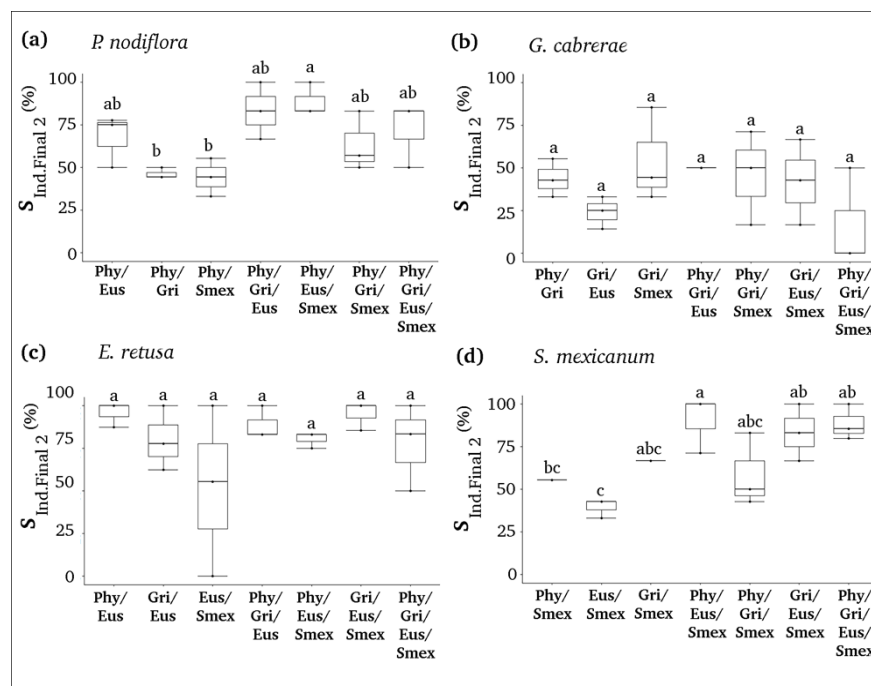 (a) P. nodiflora
S Ind.Final 2 (%)
100
75
50
25
0
ab
b
b
ab
a
ab
ab
Phy/
Eus
Phy/
Gri
Phy/
Smex
Phy/
Gri/
Eus
Phy/
Eus/
Smex
Phy/
Gri/
Smex
Phy/
Gri/
Eus/
Smex
(b) G. cabrerae
S Ind.Final 2 (%)
100
75
50
25
0
a
a
a
a
a
a
a
Phy/
Gri
Gri/
Eus
Gri/
Smex
Phy/
Gri/
Eus
Phy/
Gri/
Smex
Gri/
Eus/
Smex
Phy/
Gri/
Eus/
Smex
(c) E. retusa
S Ind.Final 2 (%)
100
75
50
25
0
a
a
a
a
a
a
a
Phy/
Eus
Gri/
Eus
Eus/
Smex
Phy/
Gri/
Eus
Phy/
Eus/
Smex
Gri/
Eus/
Smex
Phy/
Gri/
Eus/
Smex
(d) S. mexicanum
S Ind.Final 2 (%)
100
75
50
25
0
bc
c
abc
a
abc
ab
ab
Phy/
Smex
Eus/
Smex
Gri/
Smex
Phy/
Eus/
Smex
Phy/
Gri/
Smex
Gri/
Eus/
Smex
Phy/
Gri/
Eus/
Smex